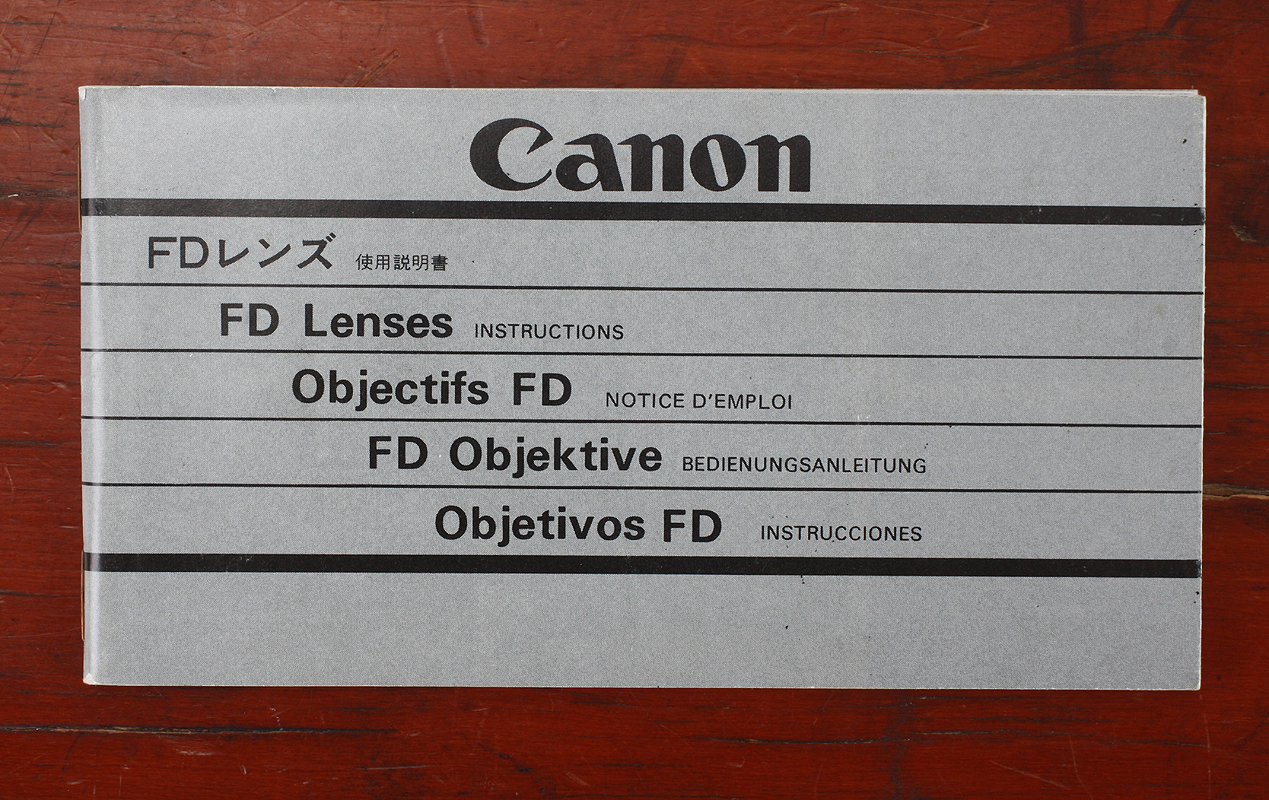 Canon
FDレンズ 使用説明書
FD Lenses INSTRUCTIONS
Objectifs FD NOTICE D'EMPLOI
FD Objektive BEDIENUNGSANLEITUNG
Objetivos FD INSTRUCCIONES